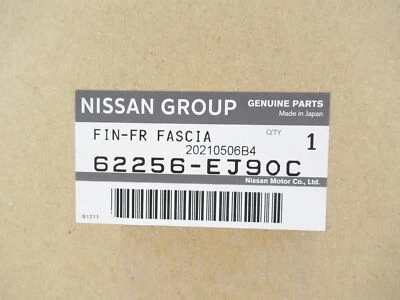 NISSAN GROUP GENUINE PARTS
Made in Japan
FIN-FR FASCIA Q'TY 1
20210506B4
62256-EJ90C
Nissan Motor Co., Ltd.
B1211